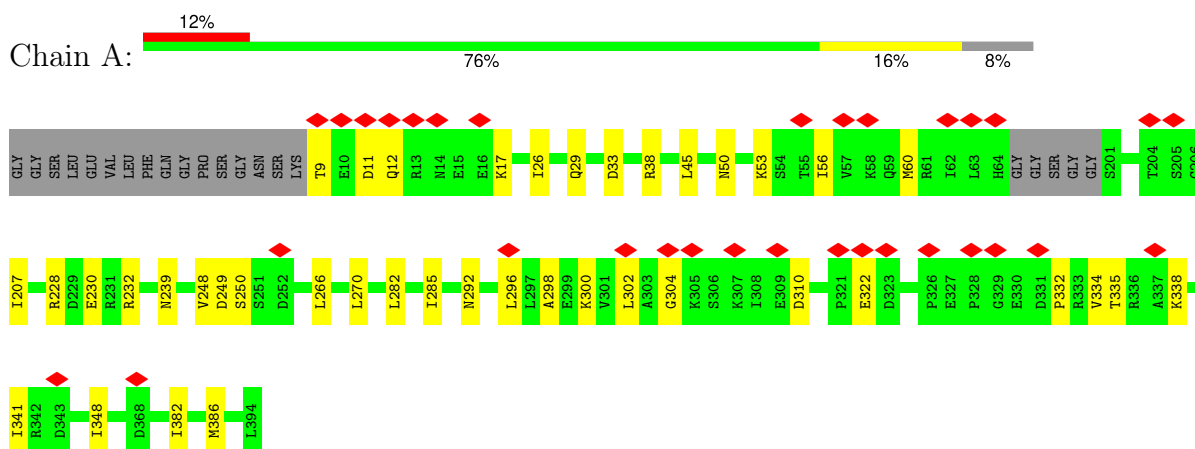 12%
Chain A:
76% 16% 8%
GLY GLY SER LEU GLU VAL LEU PHE GLN GLY PRO SER GLY ASN SER LYS T9 E10 D11 Q12 R13 N14 E15 E16 K17 I26 Q29 D33 R38 L45 N50 K53 S54 T55 I56 V57 K58 Q59 M60 R61 I62 L63 H64 GLY GLY SER GLY GLY S201 T204 S205
I207 R228 D229 E230 R231 R232 N239 V248 D249 S250 S251 D252 L266 L270 L282 I285 N292 L296 L297 A298 E299 K300 V301 L302 A303 G304 K305 S306 K307 I308 E309 D310 P321 E322 D323 P326 E327 P328 G329 E330 D331 P332 R333 V334 T335 R336 A337 K338
I341 R342 D343 I348 D368 I382 M386 L394